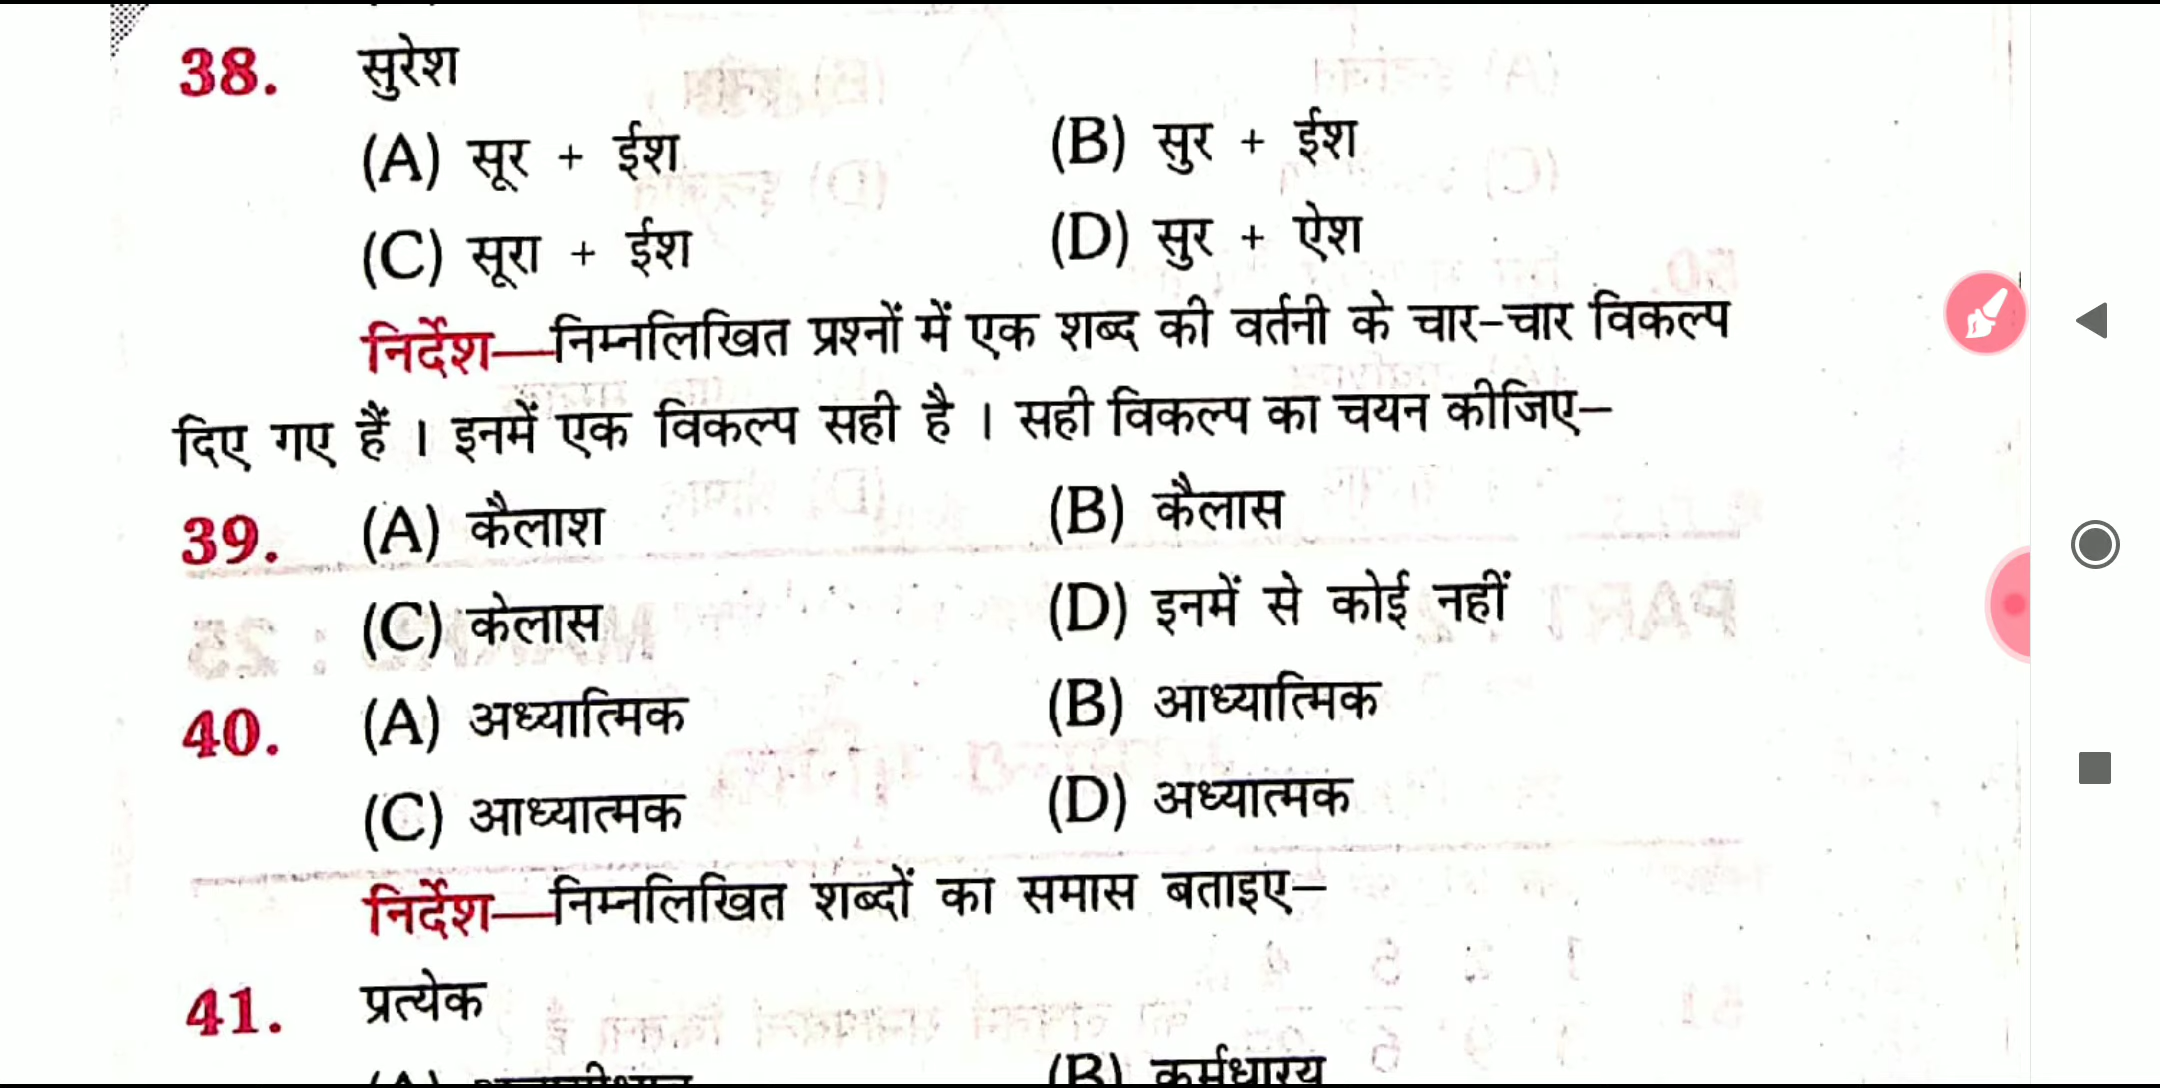 38. सुरेश
(A) सूर + ईश (B) सुर + ईश
(C) सूरा + ईश (D) सुर + ऐश
निर्देश—निम्नलिखित प्रश्नों में एक शब्द की वर्तनी के चार-चार विकल्प
दिए गए हैं । इनमें एक विकल्प सही है । सही विकल्प का चयन कीजिए—
39. (A) कैलाश (B) कैलास
(C) केलास (D) इनमें से कोई नहीं
40. (A) अध्यात्मिक (B) आध्यात्मिक
(C) आध्यात्मक (D) अध्यात्मक
निर्देश—निम्नलिखित शब्दों का समास बताइए—
41. प्रत्येक
(B) कर्मधारय